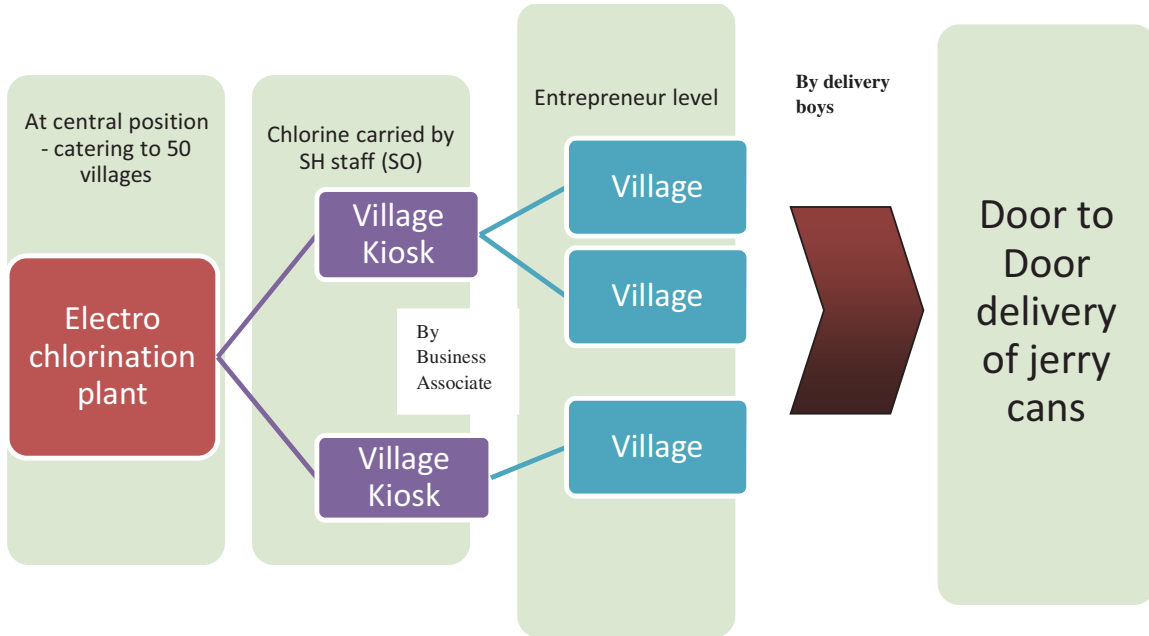 At central position
- catering to 50
villages
Electro
chlorination
plant
Chlorine carried by
SH staff (SO)
Village
Kiosk
By
Business
Associate
Village
Kiosk
Entrepreneur level
Village
Village
Village
By delivery
boys
Door to
Door
delivery
of jerry
cans